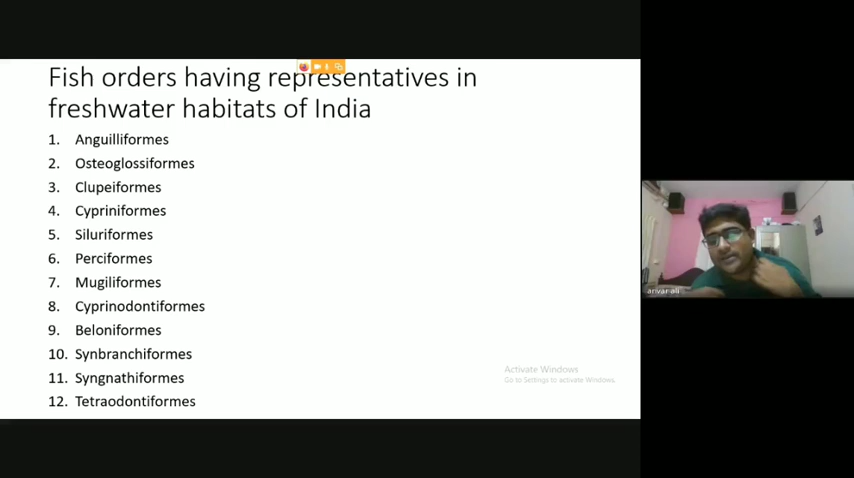 Fish orders having representatives in
freshwater habitats of India
1. Anguilliformes
2. Osteoglossiformes
3. Clupeiformes
4. Cypriniformes
5. Siluriformes
6. Perciformes
7. Mugiliformes
8. Cyprinodontiformes
9. Beloniformes
10. Synbranchiformes
11. Syngnathiformes
12. Tetraodontiformes
Activate Windows
Go to Settings to activate Windows.
anvar ali